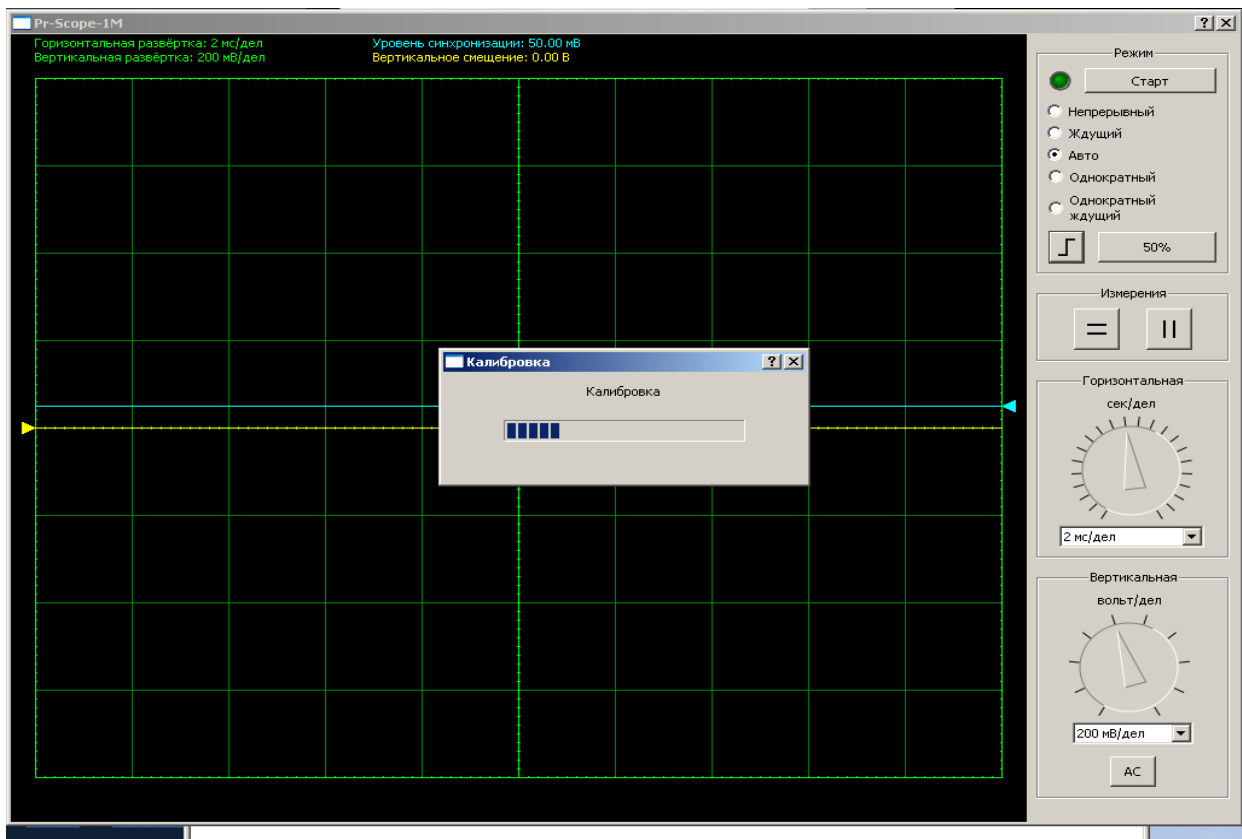 Pr-Scope-1M
Горизонтальная развёртка: 2 мс/дел
Уровень синхронизации: 50.00 мВ
Вертикальная развёртка: 200 мВ/дел
Вертикальное смещение: 0.00 В
Режим
Старт
Непрерывный
Ждущий
Авто
Однократный
Однократный
ждущий
50%
Измерения
Калибровка
Калибровка
Горизонтальная
сек/дел
2 мс/дел
Вертикальная
вольт/дел
200 мВ/дел
AC